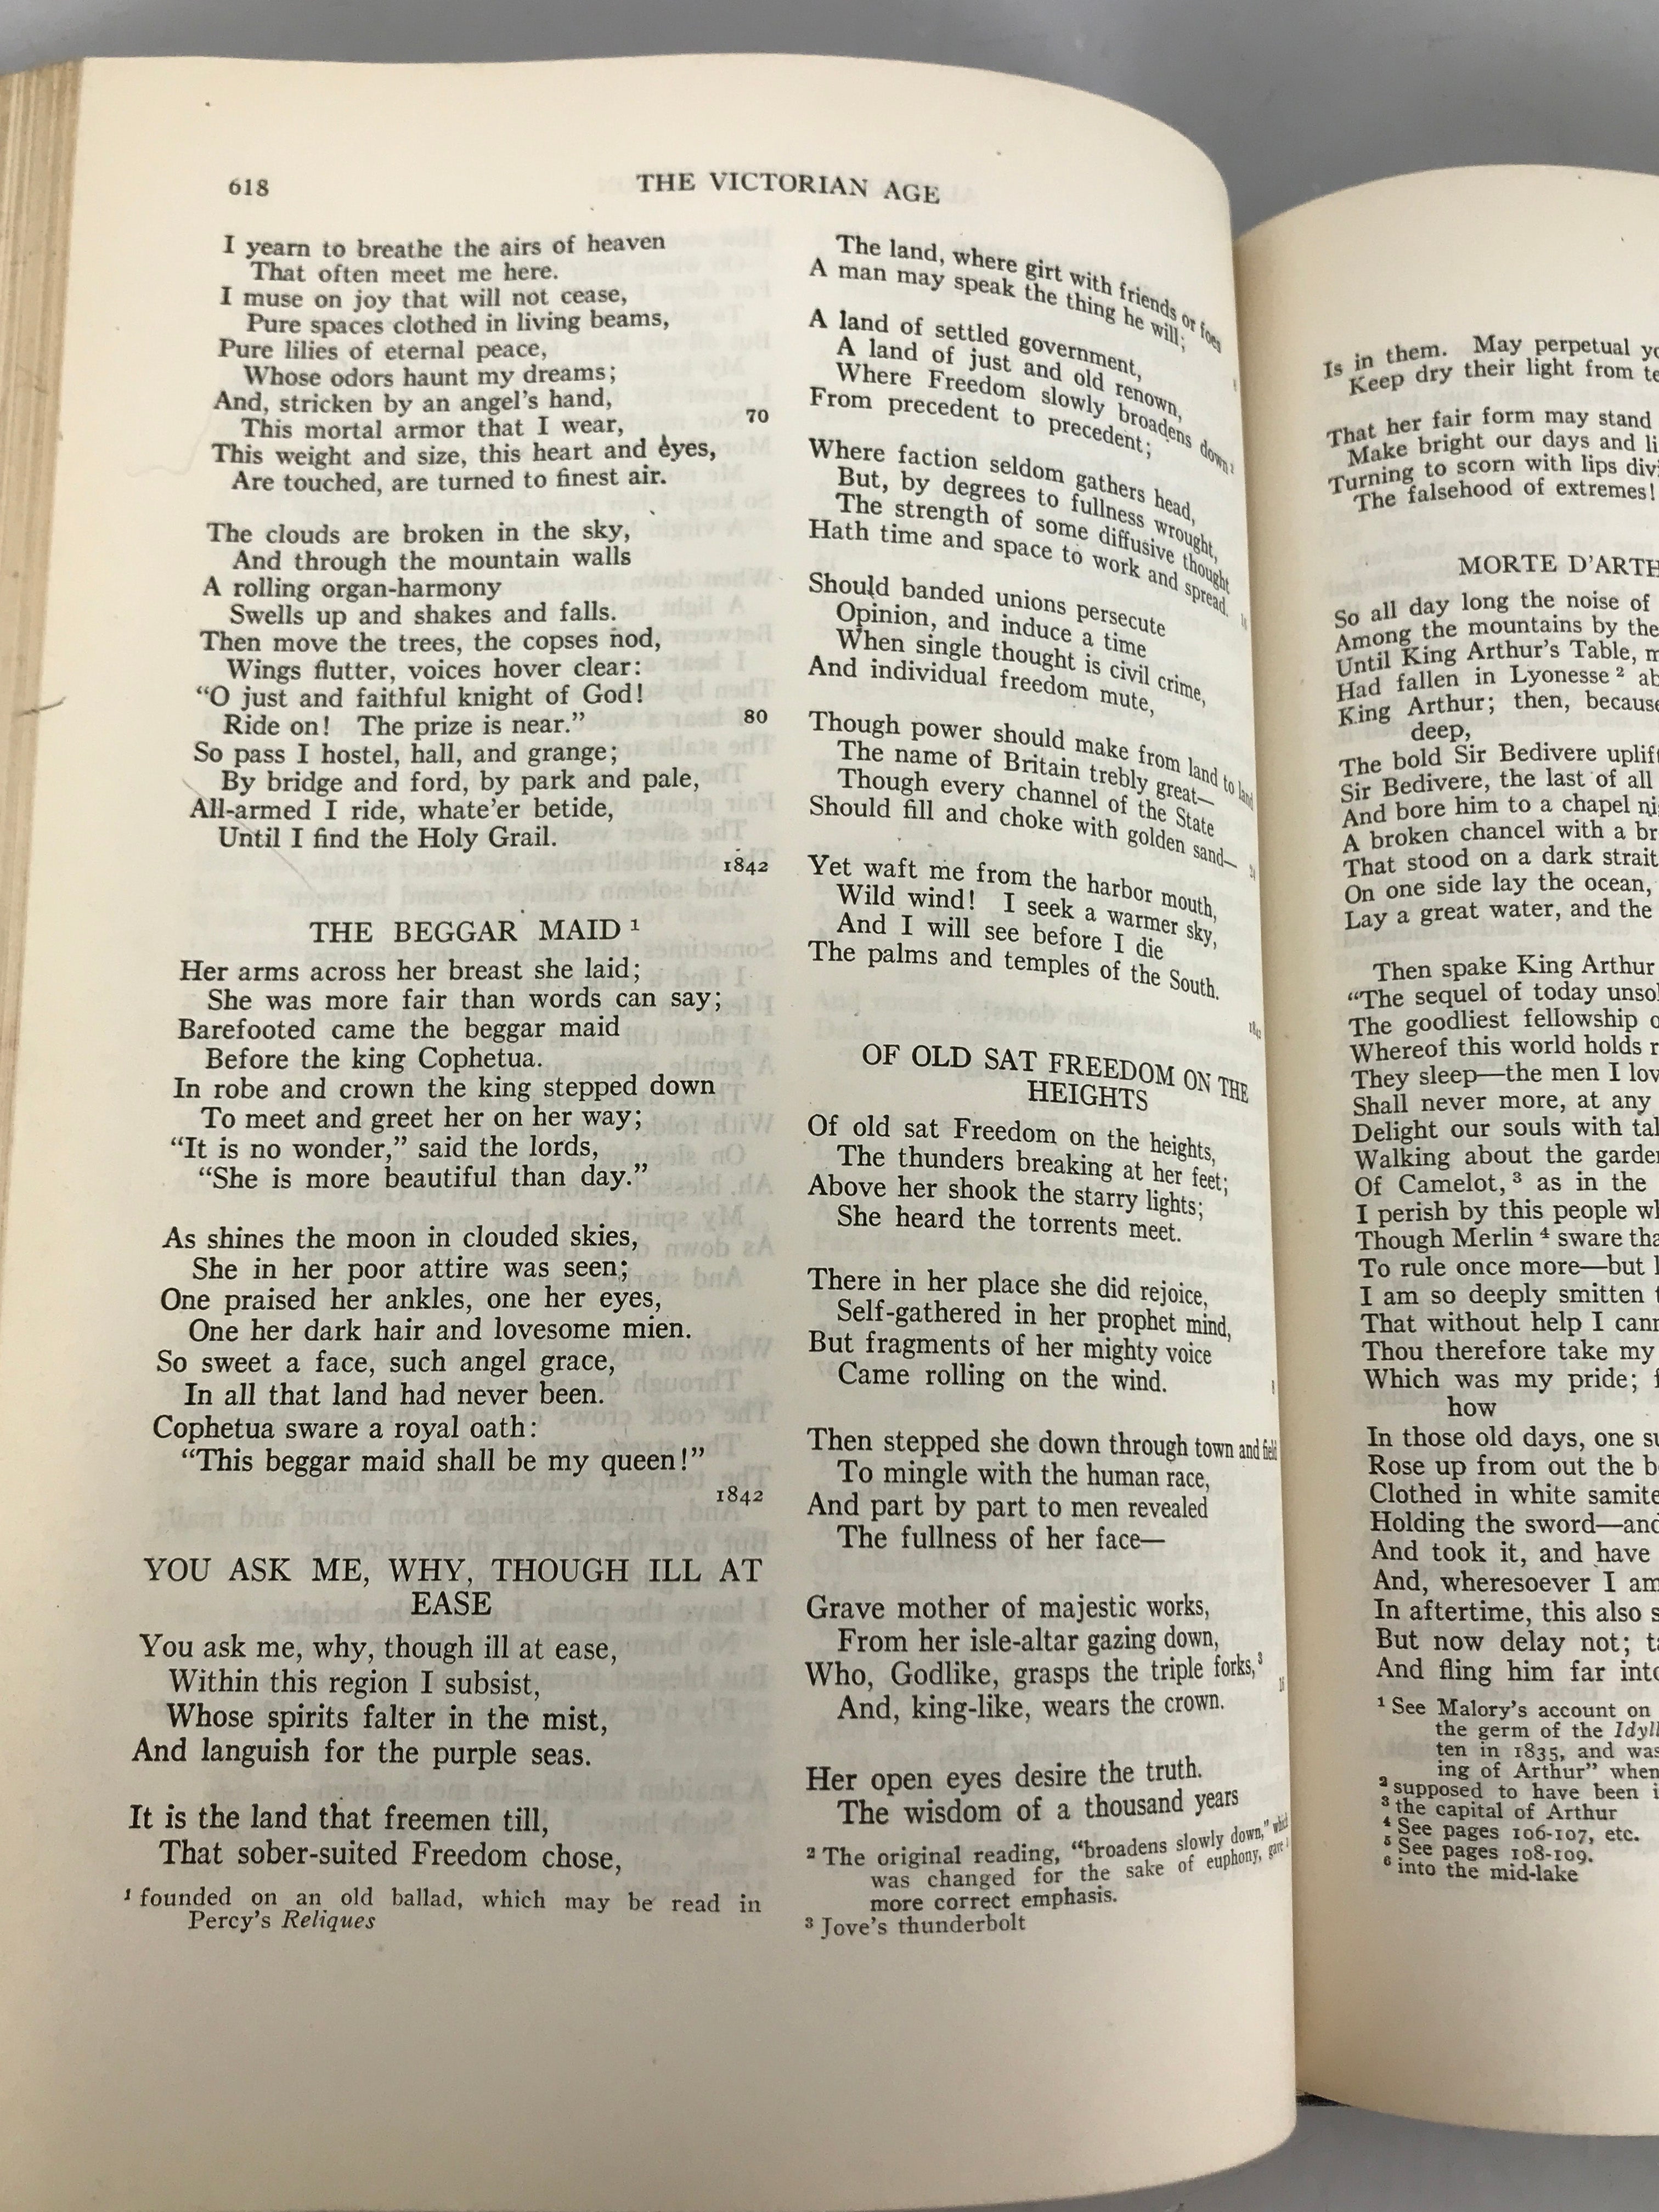 618
THE VICTORIAN AGE
I yearn to breathe the airs of heaven
That often meet me here.
I muse on joy that will not cease,
Pure spaces clothed in living beams,
Pure lilies of eternal peace,
Whose odors haunt my dreams;
And, stricken by an angel's hand,
This mortal armor that I wear, 70
This weight and size, this heart and eyes,
Are touched, are turned to finest air.
The clouds are broken in the sky,
And through the mountain walls
A rolling organ-harmony
Swells up and shakes and falls.
Then move the trees, the copses nod,
Wings flutter, voices hover clear:
"O just and faithful knight of God!
Ride on! The prize is near." 80
So pass I hostel, hall, and grange;
By bridge and ford, by park and pale,
All-armed I ride, whate'er betide,
Until I find the Holy Grail.
1842
THE BEGGAR MAID ¹
Her arms across her breast she laid;
She was more fair than words can say;
Barefooted came the beggar maid
Before the king Cophetua.
In robe and crown the king stepped down
To meet and greet her on her way;
"It is no wonder," said the lords,
"She is more beautiful than day."
As shines the moon in clouded skies,
She in her poor attire was seen;
One praised her ankles, one her eyes,
One her dark hair and lovesome mien.
So sweet a face, such angel grace,
In all that land had never been.
Cophetua sware a royal oath:
"This beggar maid shall be my queen!"
1842
YOU ASK ME, WHY, THOUGH ILL AT
EASE
You ask me, why, though ill at ease,
Within this region I subsist,
Whose spirits falter in the mist,
And languish for the purple seas.
It is the land that freemen till,
That sober-suited Freedom chose,
¹ founded on an old ballad, which may be read in
Percy's Reliques
The land, where girt with friends or foes
A man may speak the thing he will;
A land of settled government,
A land of just and old renown,
Where Freedom slowly broadens down ²
From precedent to precedent;
Where faction seldom gathers head,
But, by degrees to fullness wrought,
The strength of some diffusive thought
Hath time and space to work and spread.
Should banded unions persecute
Opinion, and induce a time
When single thought is civil crime,
And individual freedom mute,
Though power should make from land to land
The name of Britain trebly great—
Though every channel of the State
Should fill and choke with golden sand—
Yet waft me from the harbor mouth,
Wild wind! I seek a warmer sky,
And I will see before I die
The palms and temples of the South.
1842
OF OLD SAT FREEDOM ON THE
HEIGHTS
Of old sat Freedom on the heights,
The thunders breaking at her feet;
Above her shook the starry lights;
She heard the torrents meet.
There in her place she did rejoice,
Self-gathered in her prophet mind,
But fragments of her mighty voice
Came rolling on the wind.
8
Then stepped she down through town and field
To mingle with the human race,
And part by part to men revealed
The fullness of her face—
Grave mother of majestic works,
From her isle-altar gazing down,
Who, Godlike, grasps the triple forks,³
And, king-like, wears the crown.
16
Her open eyes desire the truth.
The wisdom of a thousand years
² The original reading, "broadens slowly down," which
was changed for the sake of euphony, gave a
more correct emphasis.
³ Jove's thunderbolt
Is in them. May perpetual
Keep dry their light from
That her fair form may stand
Make bright our days and
Turning to scorn with lips
The falsehood of extremes!
MORTE
So all day long the noise of
Among the mountains by the
Until King Arthur's Table,
Had fallen in Lyonesse ²
King Arthur; then, because
deep,
The bold Sir Bedivere
Sir Bedivere, the last of all
And bore him to a chapel
A broken chancel with a
That stood on a dark strait
On one side lay the ocean,
Lay a great water, and the
Then spake King Arthur
"The sequel of today
The goodliest fellowship
Whereof this world holds
They sleep—the men I
Shall never more, at any
Delight our souls with
Walking about the
Of Camelot, ³ as in the
I perish by this people
Though Merlin ⁴ sware
To rule once more—but
I am so deeply smitten
That without help I
Thou therefore take my
Which was my pride;
how
In those old days, one
Rose up from out the
Clothed in white samite
Holding the sword—and
And took it, and have
And, wheresoever I am
In aftertime, this also
But now delay not;
And fling him far into
¹ See Malory's account on
the germ of the
ten in 1835, and was
ing of Arthur" when
² supposed to have been
³ the capital of Arthur
⁴ See pages 106-107, etc.
⁵ See pages 108-109.
⁶ into the mid-lake